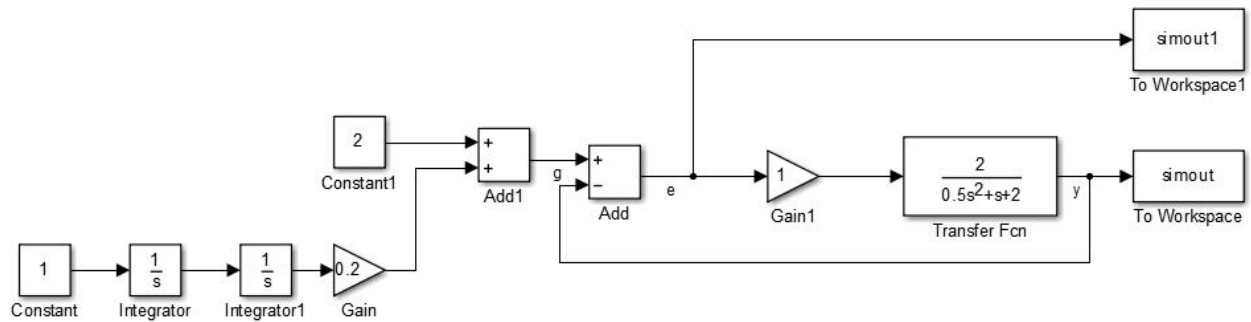 simout1
To Workspace1
2
Constant1
+
+
Add1
g
+
−
Add
e
1
Gain1
2
0.5s²+s+2
Transfer Fcn
y
simout
To Workspace
1
Constant
1
s
Integrator
1
s
Integrator1
0.2
Gain